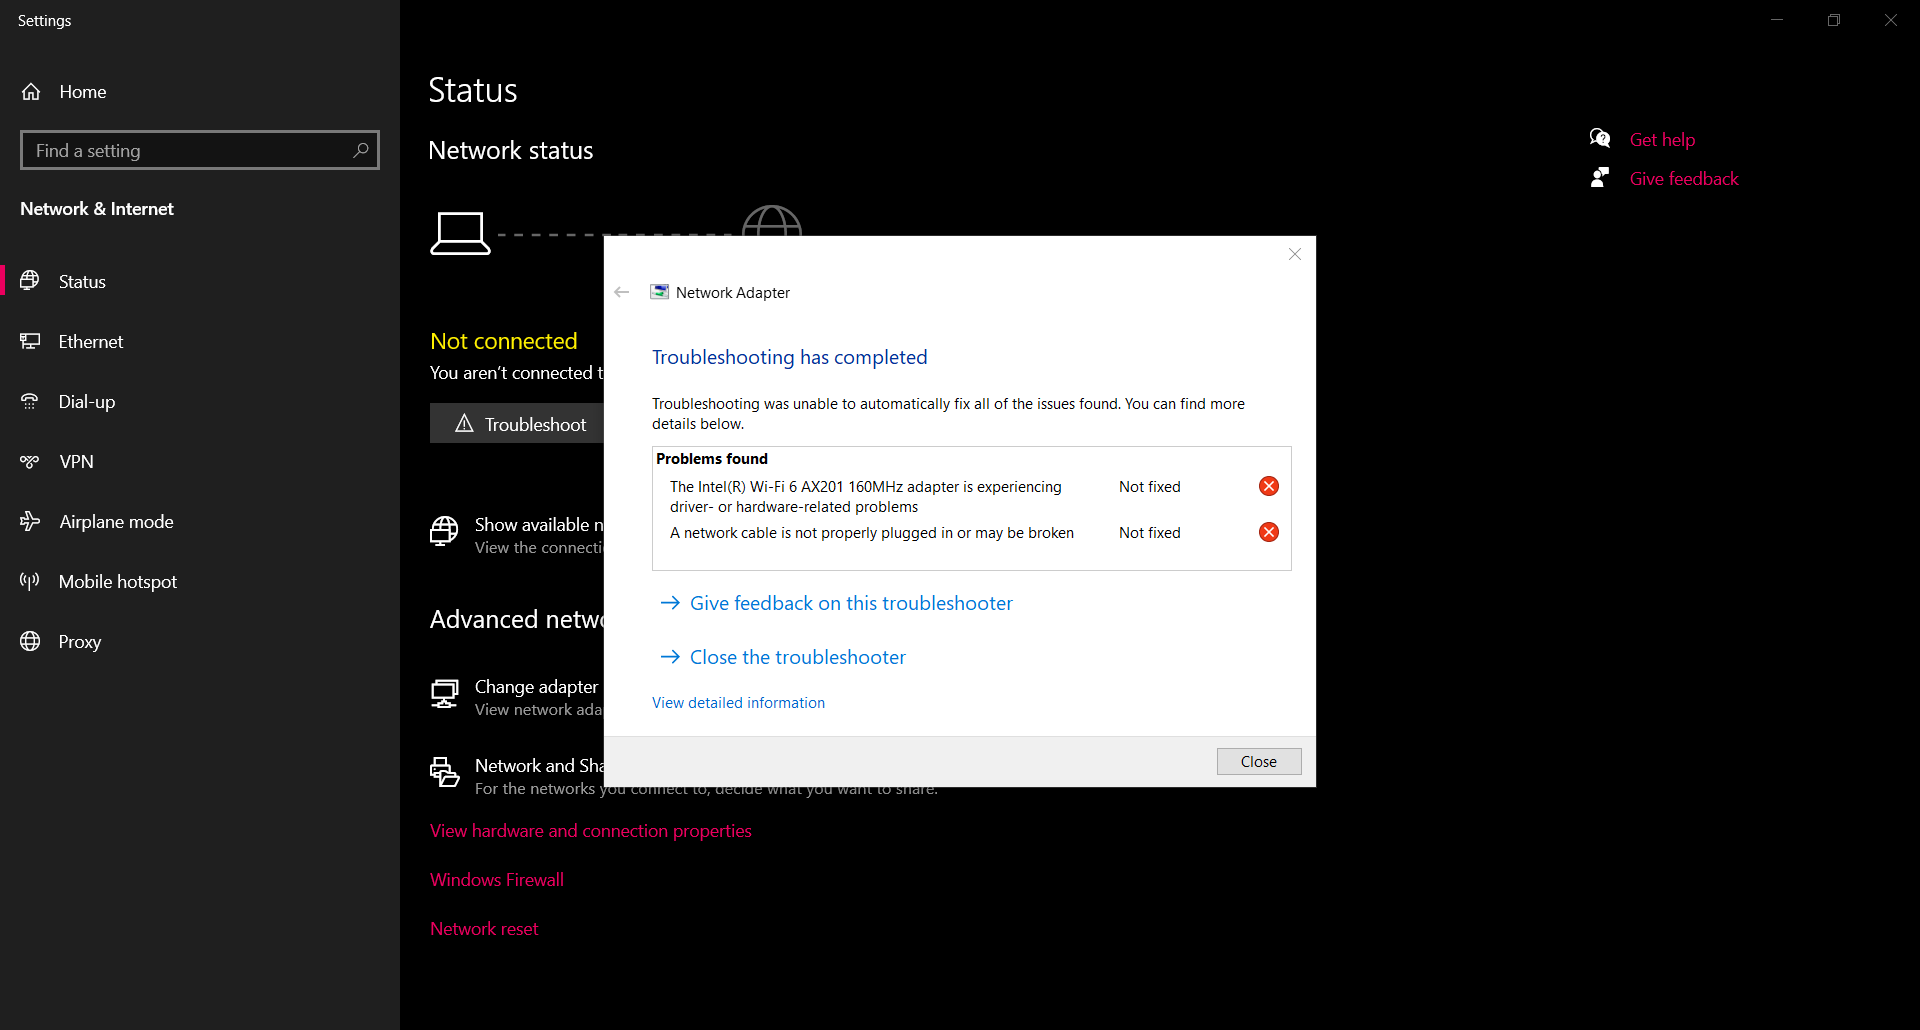 Settings
Home
Find a setting
Network & Internet
Status
Ethernet
Dial-up
VPN
Airplane mode
Mobile hotspot
Proxy
Status
Network status
Not connected
You aren’t connected t
Troubleshoot
Show available n
View the connecti
Advanced netwo
Change adapter
View network ada
Network and Sha
For the networks you connect to, decide what you want to share.
View hardware and connection properties
Windows Firewall
Network reset
Get help
Give feedback
Network Adapter
Troubleshooting has completed
Troubleshooting was unable to automatically fix all of the issues found. You can find more
details below.
Problems found
The Intel(R) Wi-Fi 6 AX201 160MHz adapter is experiencing Not fixed
driver- or hardware-related problems
A network cable is not properly plugged in or may be broken Not fixed
Give feedback on this troubleshooter
Close the troubleshooter
View detailed information
Close